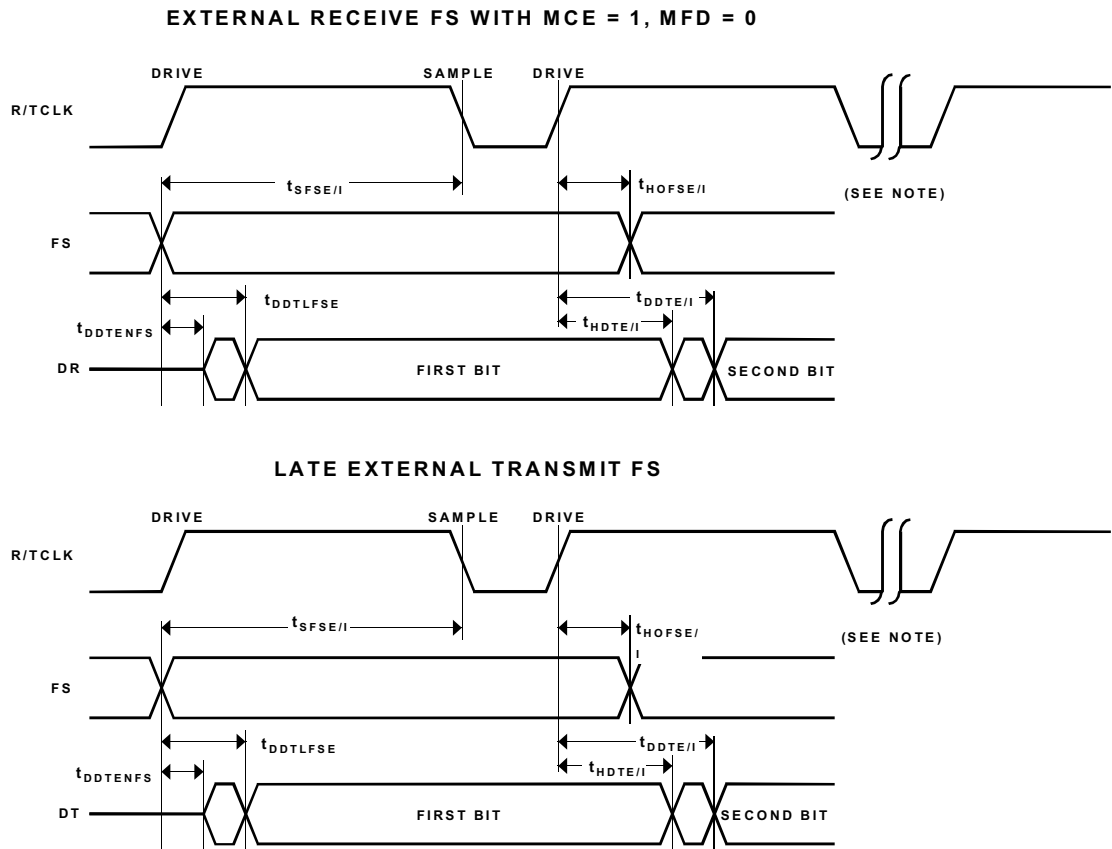 EXTERNAL RECEIVE FS WITH MCE = 1, MFD = 0
DRIVE SAMPLE DRIVE
R/TCLK
tSFSE/I tHOFSE/I
(SEE NOTE)
FS
tDDTLFSE tDDTE/I
tDDTENFS tHDTE/I
DR FIRST BIT SECOND BIT
LATE EXTERNAL TRANSMIT FS
DRIVE SAMPLE DRIVE
R/TCLK
tSFSE/I tHOFSE/
I
(SEE NOTE)
FS
tDDTLFSE tDDTE/I
tDDTENFS tHDTE/I
DT FIRST BIT SECOND BIT